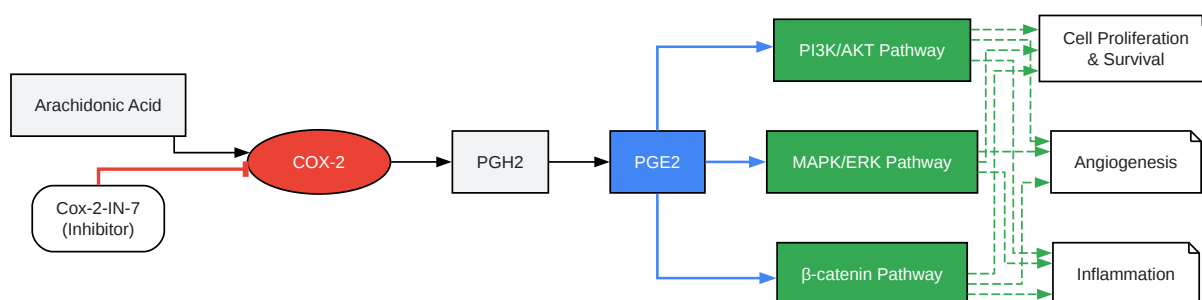 Arachidonic Acid
Cox-2-IN-7
(Inhibitor)
COX-2
PGH2
PGE2
PI3K/AKT Pathway
MAPK/ERK Pathway
β-catenin Pathway
Cell Proliferation
& Survival
Angiogenesis
Inflammation